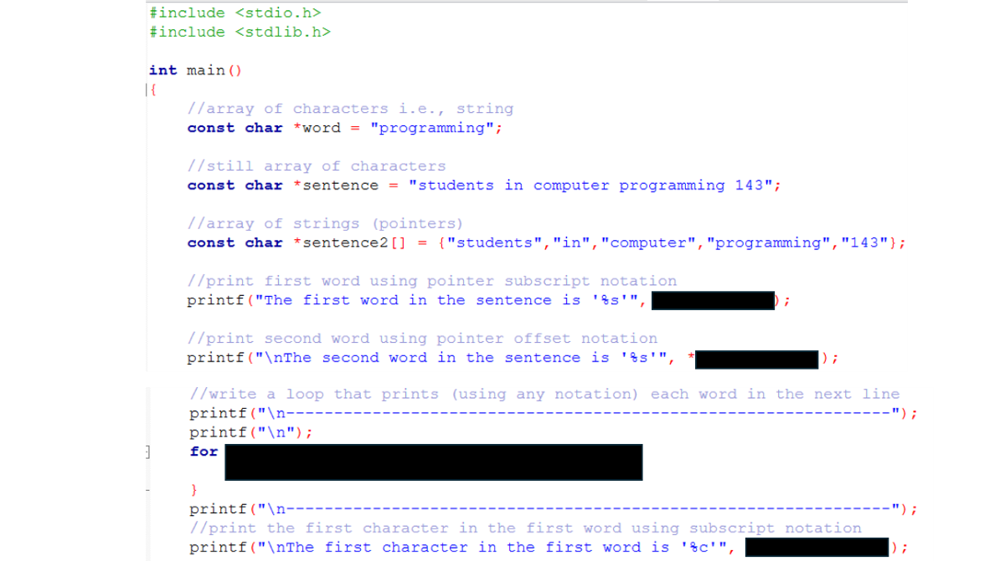 #include <stdio.h>
#include <stdlib.h>
int main()
{
//array of characters i.e., string
const char *word = "programming";
//still array of characters
const char *sentence = "students in computer programming 143";
//array of strings (pointers)
const char *sentence2[] = {"students","in","computer","programming","143"};
//print first word using pointer subscript notation
printf("The first word in the sentence is '%s'", );
//print second word using pointer offset notation
printf("\nThe second word in the sentence is '%s'", * );
//write a loop that prints (using any notation) each word in the next line
printf("\n---------------------------------------------------------------");
printf("\n");
for
}
printf("\n---------------------------------------------------------------");
//print the first character in the first word using subscript notation
printf("\nThe first character in the first word is '%c'", );